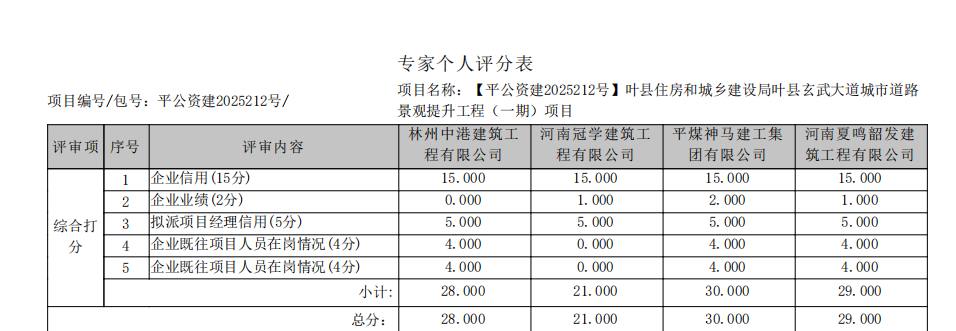 专家个人评分表
项目编号/包号：平公资建2025212号/
项目名称：【平公资建2025212号】叶县住房和城乡建设局叶县玄武大道城市道路
景观提升工程（一期）项目
评审项 序号 评审内容 林州中港建筑工程有限公司 河南冠学建筑工程有限公司 平煤神马建工集团有限公司 河南夏鸣韶发建筑工程有限公司
综合打分
1 企业信用(15分) 15.000 15.000 15.000 15.000
2 企业业绩(2分) 0.000 1.000 2.000 1.000
3 拟派项目经理信用(5分) 5.000 5.000 5.000 5.000
4 企业既往项目人员在岗情况(4分) 4.000 0.000 4.000 4.000
5 企业既往项目人员在岗情况(4分) 4.000 0.000 4.000 4.000
小计: 28.000 21.000 30.000 29.000
总分： 28.000 21.000 30.000 29.000